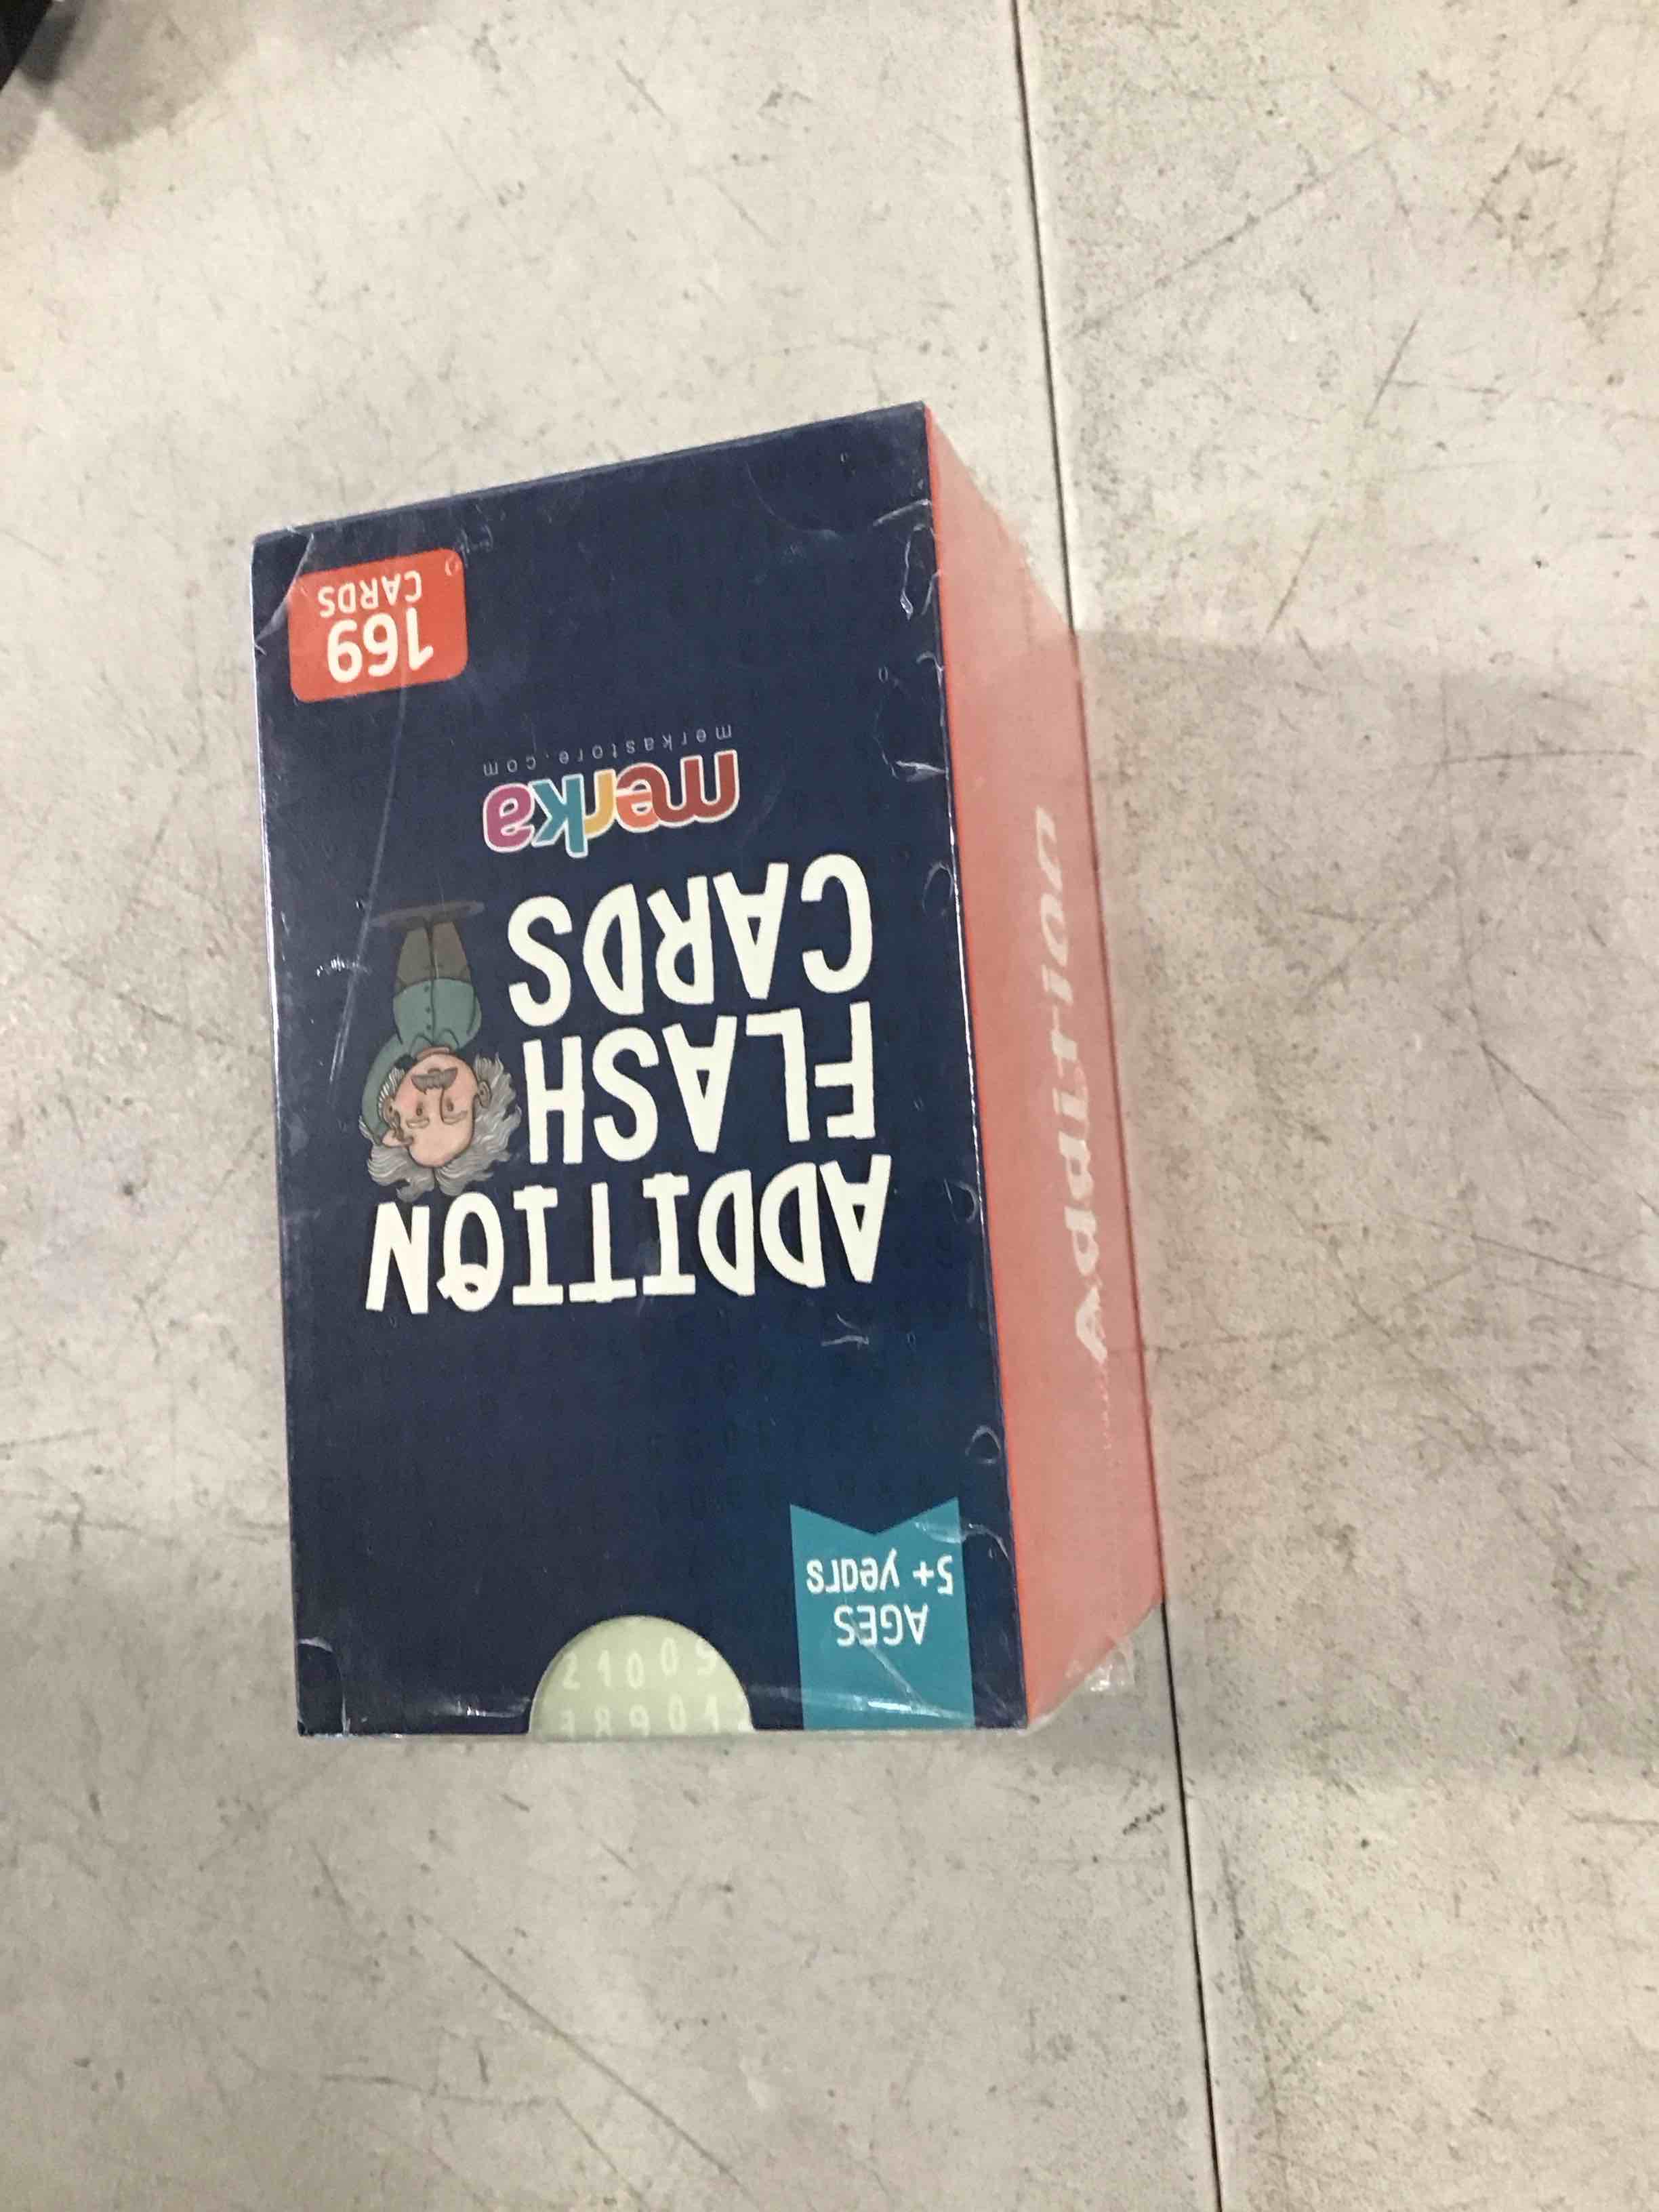 AGES
5+ years
ADDITION
FLASH
CARDS
merka
merkastore.com
169
CARDS
Addition